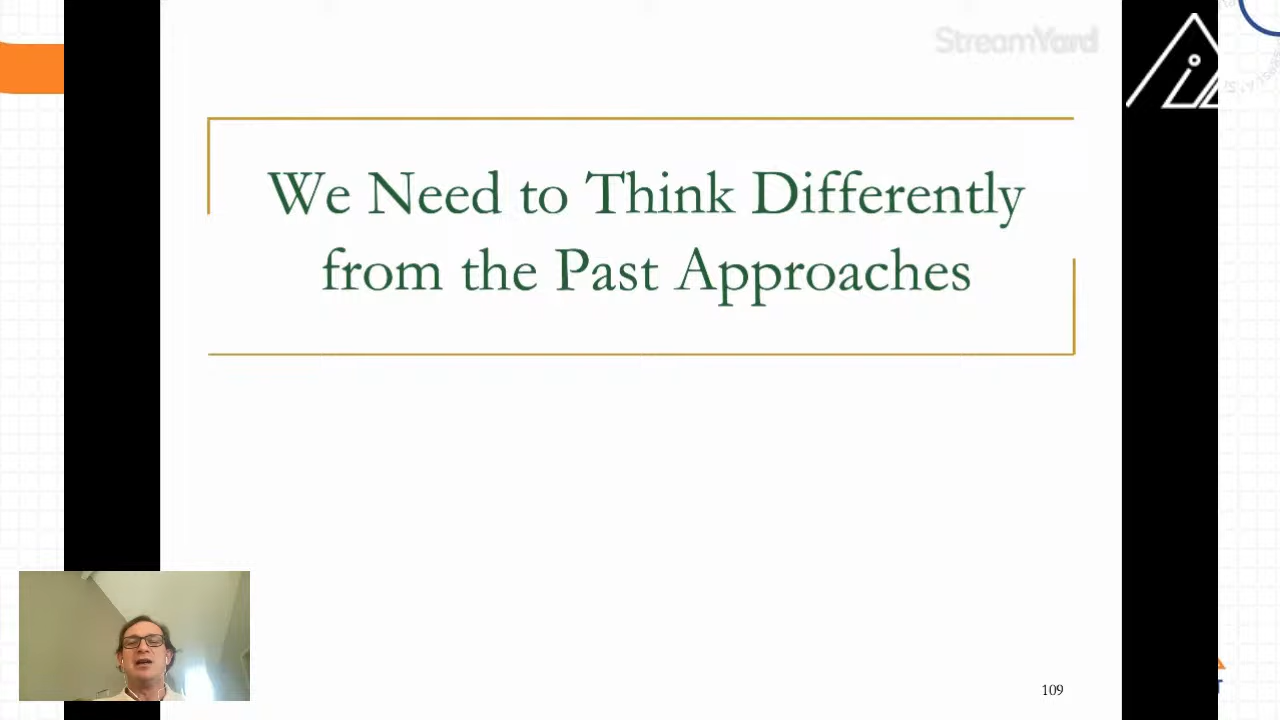 StreamYard
We Need to Think Differently
from the Past Approaches
109